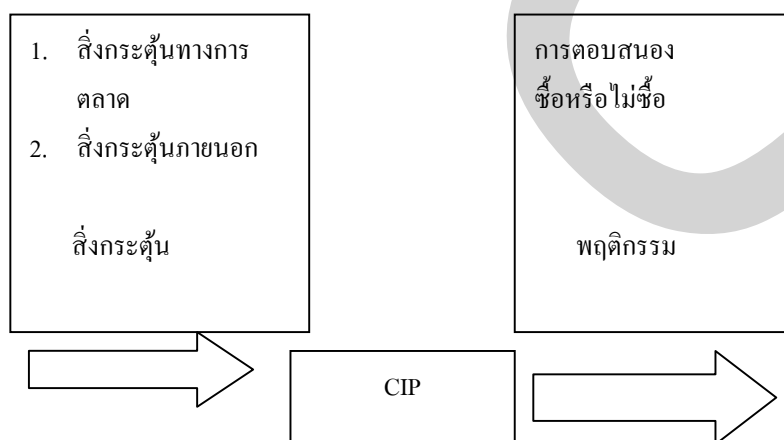 1. สิ่งกระตุ้นทางการ
ตลาด
2. สิ่งกระตุ้นภายนอก
สิ่งกระตุ้น
การตอบสนอง
ซื้อหรือไม่ซื้อ
พฤติกรรม
CIP